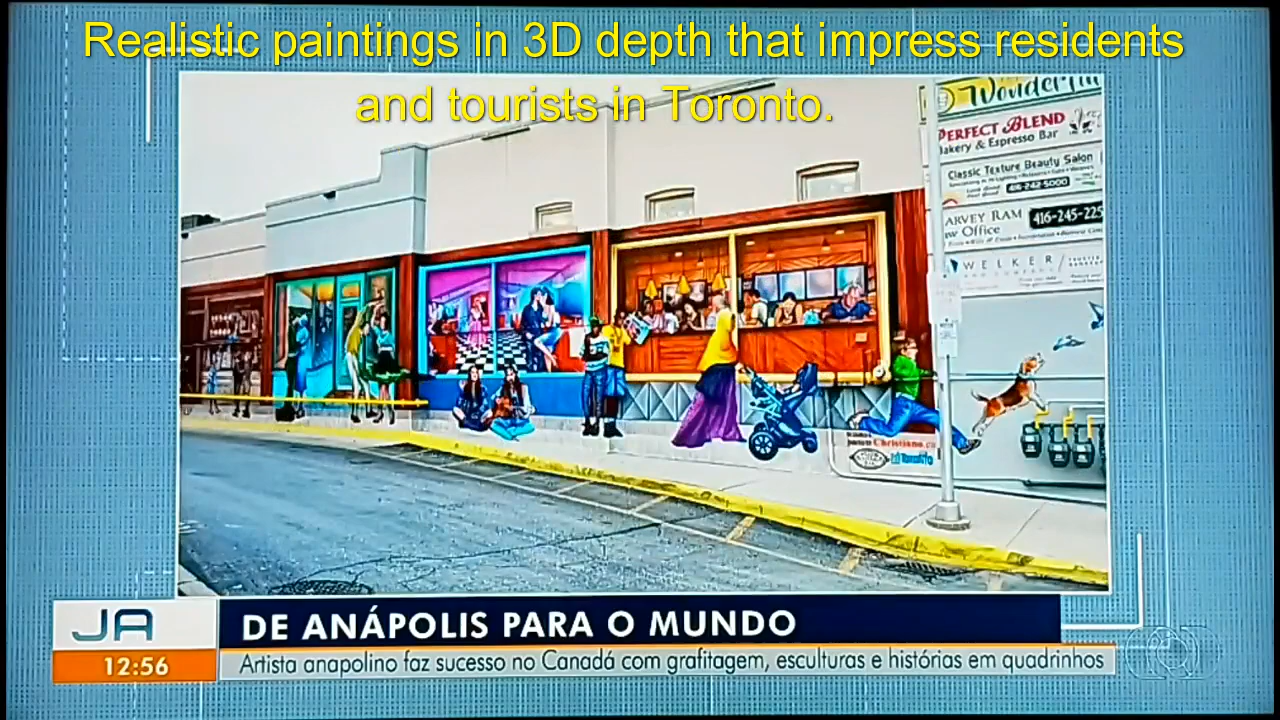 Realistic paintings in 3D depth that impress residents
and tourists in Toronto.
PERFECT BLEND
Bakery & Espresso Bar
Classic Texture Beauty Salon
416-242-5000
ARVEY RAM
aw Office
416-245-225
WELKER
Christiano.ca
JA
12:56
DE ANÁPOLIS PARA O MUNDO
Artista anapolino faz sucesso no Canadá com grafitagem, esculturas e histórias em quadrinhos